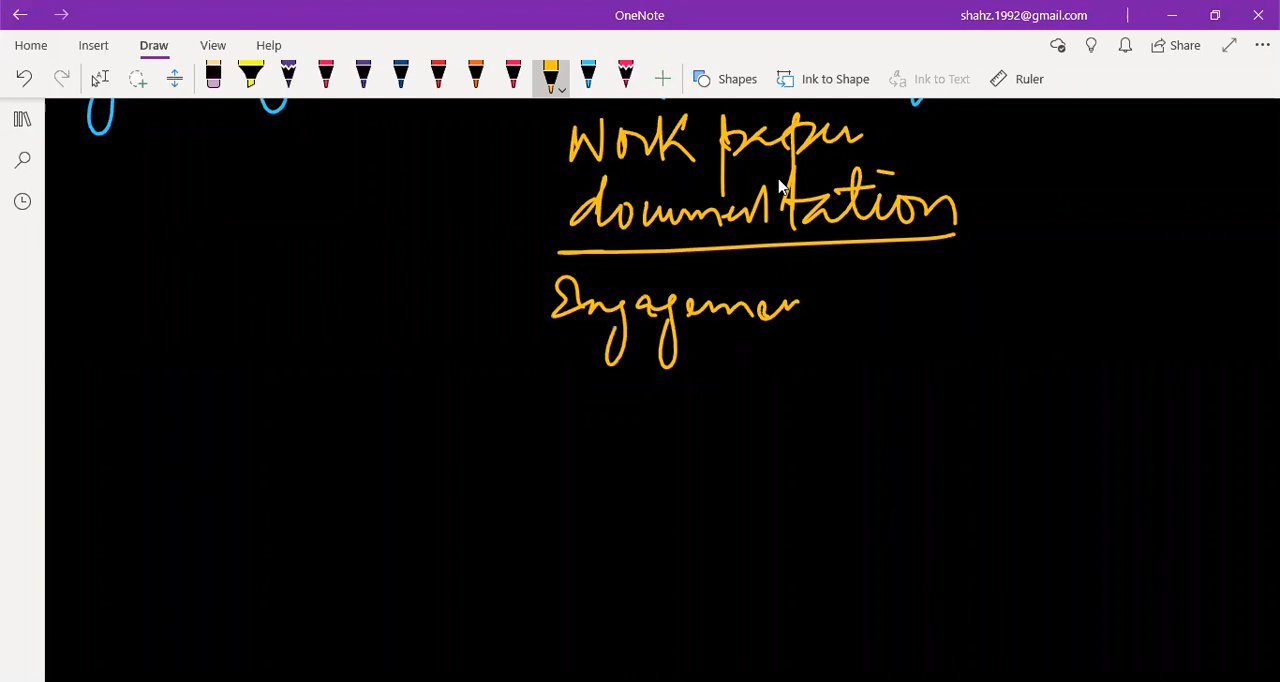 OneNote
shahz.1992@gmail.com
Home Insert Draw View Help Share
Shapes Ink to Shape Ink to Text Ruler
Work paper
documentation
Engagemen